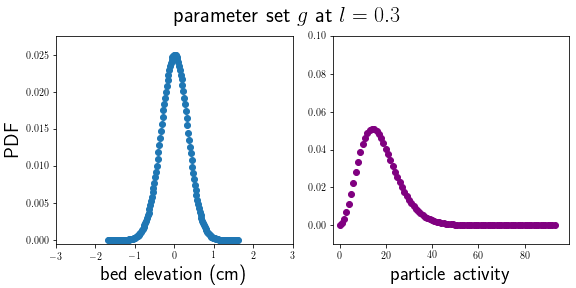 parameter set g at l = 0.3
PDF
0.025
0.020
0.015
0.010
0.005
0.000
−3 −2 −1 0 1 2 3
bed elevation (cm)
0.10
0.08
0.06
0.04
0.02
0.00
0 20 40 60 80
particle activity